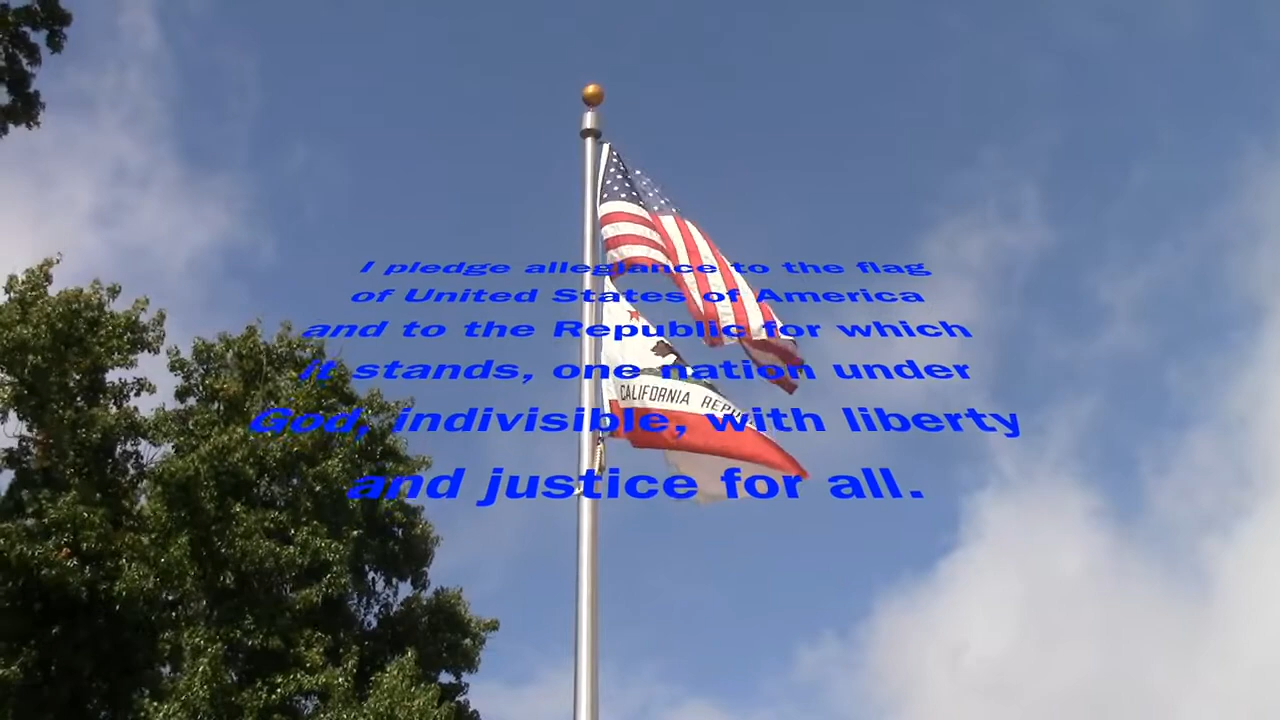 I pledge allegiance to the flag
of United States of America
and to the Republic for which
it stands, one nation under
God, indivisible, with liberty
and justice for all.
CALIFORNIA